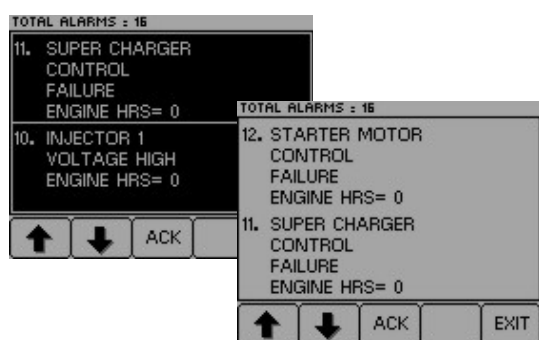 TOTAL ALARMS : 16
11. SUPER CHARGER
CONTROL
FAILURE
ENGINE HRS= 0
10. INJECTOR 1
VOLTAGE HIGH
ENGINE HRS= 0
ACK
TOTAL ALARMS : 16
12. STARTER MOTOR
CONTROL
FAILURE
ENGINE HRS= 0
11. SUPER CHARGER
CONTROL
FAILURE
ENGINE HRS= 0
ACK EXIT